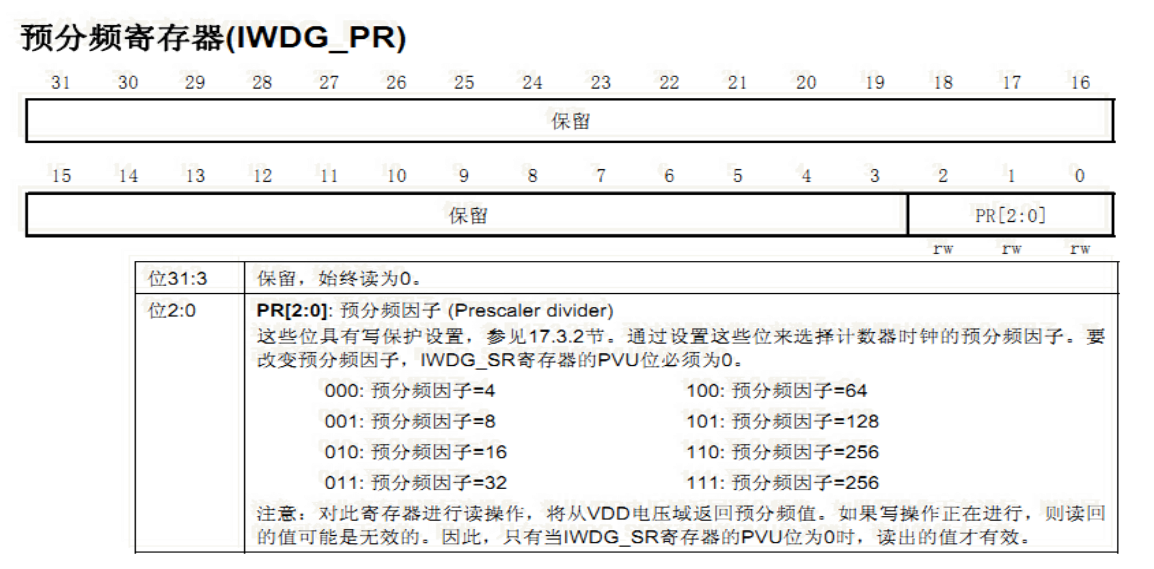 预分频寄存器(IWDG_PR)
31 30 29 28 27 26 25 24 23 22 21 20 19 18 17 16
保留
15 14 13 12 11 10 9 8 7 6 5 4 3 2 1 0
保留 PR[2:0]
rw rw rw
位31:3 保留，始终读为0。
位2:0 PR[2:0]: 预分频因子 (Prescaler divider)
这些位具有写保护设置，参见17.3.2节。通过设置这些位来选择计数器时钟的预分频因子。要
改变预分频因子，IWDG_SR寄存器的PVU位必须为0。
000: 预分频因子=4 100: 预分频因子=64
001: 预分频因子=8 101: 预分频因子=128
010: 预分频因子=16 110: 预分频因子=256
011: 预分频因子=32 111: 预分频因子=256
注意：对此寄存器进行读操作，将从VDD电压域返回预分频值。如果写操作正在进行，则读回
的值可能是无效的。因此，只有当IWDG_SR寄存器的PVU位为0时，读出的值才有效。